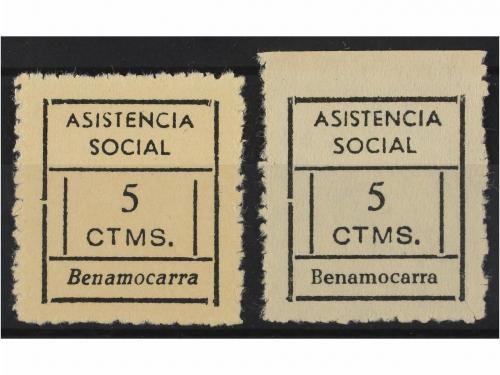 ASISTENCIA
SOCIAL
5
CTMS.
Benamocarra
ASISTENCIA
SOCIAL
5
CTMS.
Benamocarra